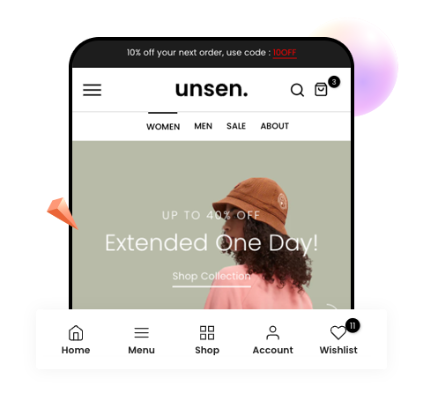 10% off your next order, use code : 10OFF
unsen.
3
WOMEN MEN SALE ABOUT
UP TO 40% OFF
Extended One Day!
Shop Collection
11
Home Menu Shop Account Wishlist